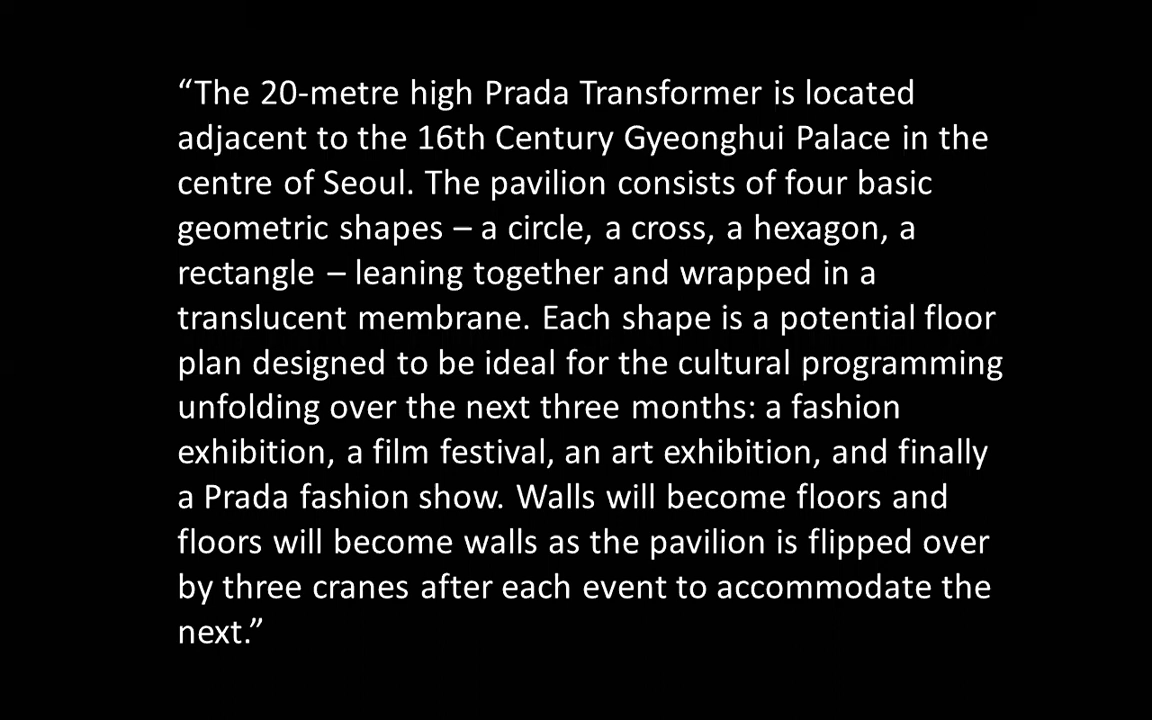 “The 20-metre high Prada Transformer is located
adjacent to the 16th Century Gyeonghui Palace in the
centre of Seoul. The pavilion consists of four basic
geometric shapes – a circle, a cross, a hexagon, a
rectangle – leaning together and wrapped in a
translucent membrane. Each shape is a potential floor
plan designed to be ideal for the cultural programming
unfolding over the next three months: a fashion
exhibition, a film festival, an art exhibition, and finally
a Prada fashion show. Walls will become floors and
floors will become walls as the pavilion is flipped over
by three cranes after each event to accommodate the
next.”